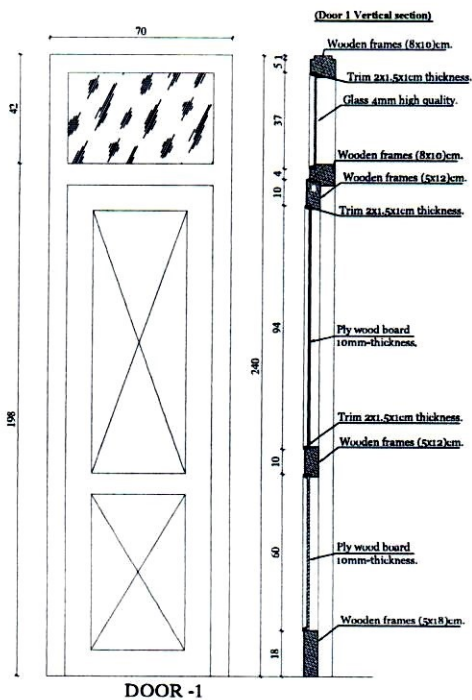 (Door 1 Vertical section)
70
Wooden frames (8x10)cm.
5
1
Trim 2x1.5x1cm thickness.
42
37
Glass 4mm high quality.
Wooden frames (8x10)cm.
4
Wooden frames (5x12)cm.
10
Trim 2x1.5x1cm thickness.
94
Ply wood board
10mm-thickness.
240
198
Trim 2x1.5x1cm thickness.
10
Wooden frames (5x12)cm.
60
Ply wood board
10mm-thickness.
Wooden frames (5x18)cm.
18
DOOR -1